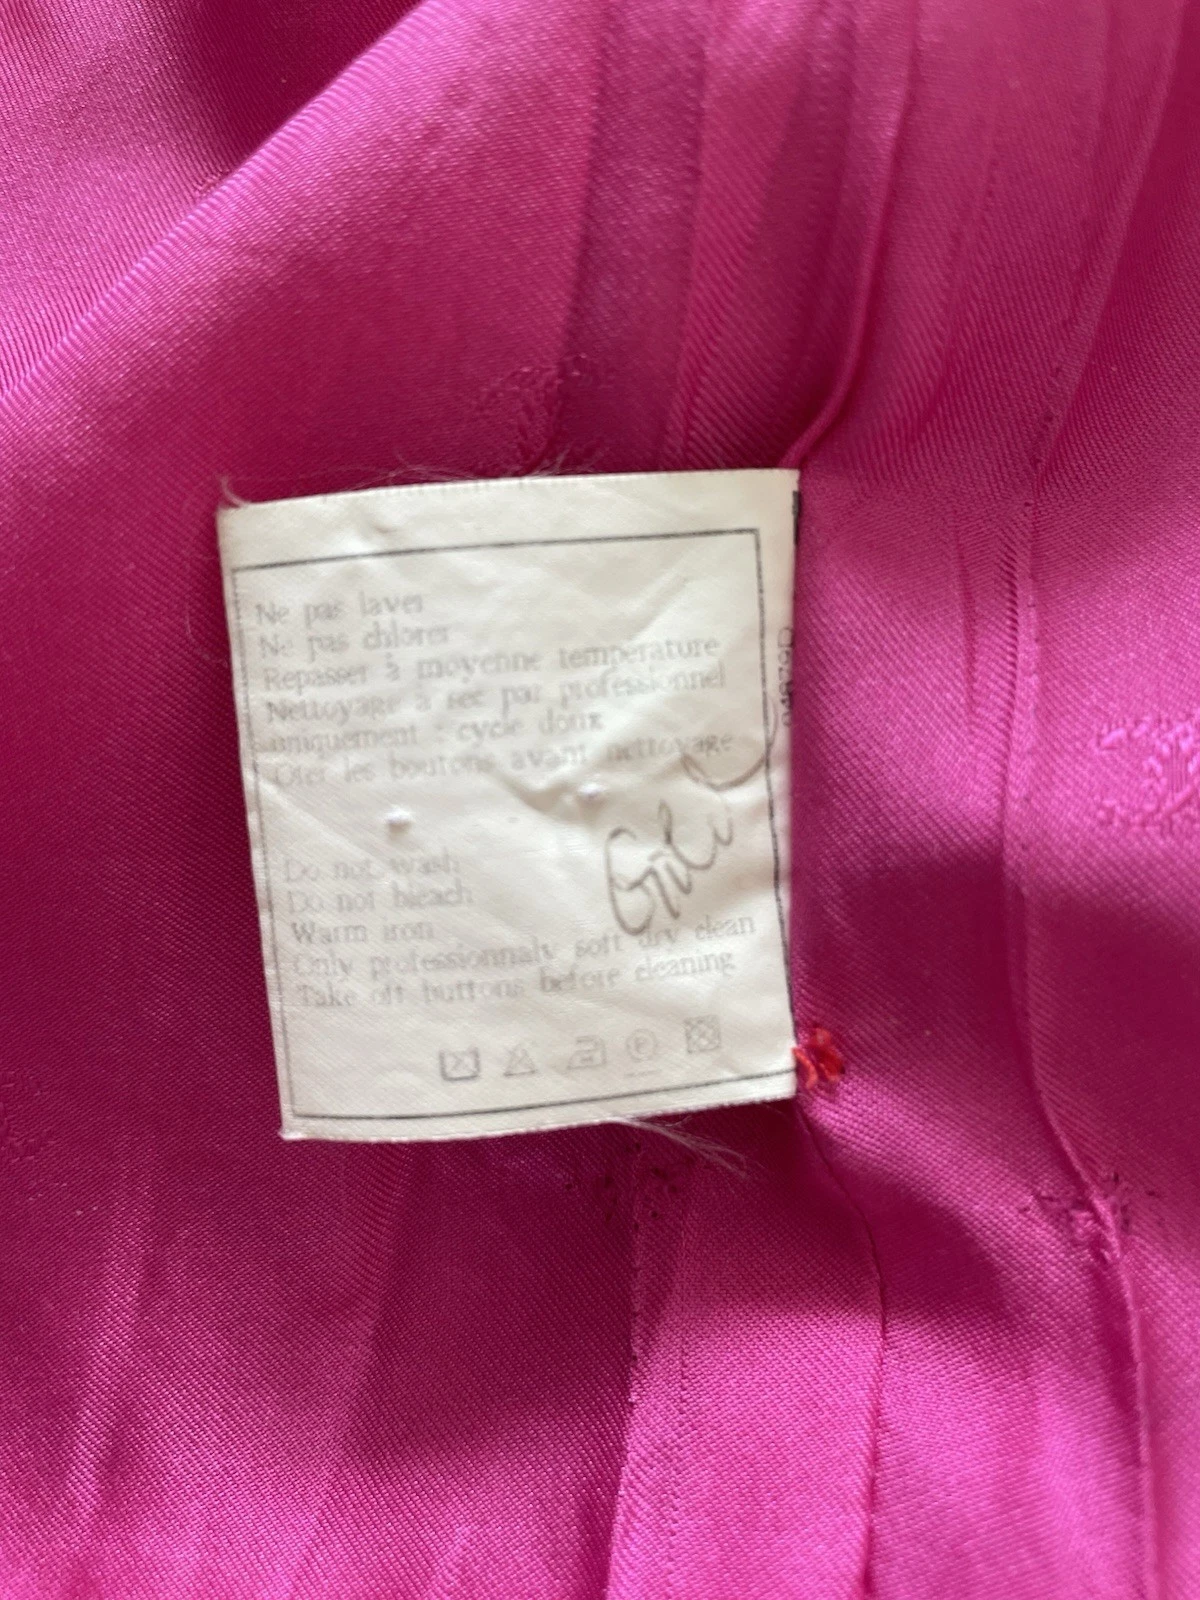 Ne pas laver
Ne pas chlorer
Repasser à moyenne température
Nettoyage à sec par professionnel
uniquement : cycle doux
Oter les boutons avant nettoyage
Do not wash
Do not bleach
Warm iron
Only professionnaly soft dry clean
Take off buttons before cleaning
P